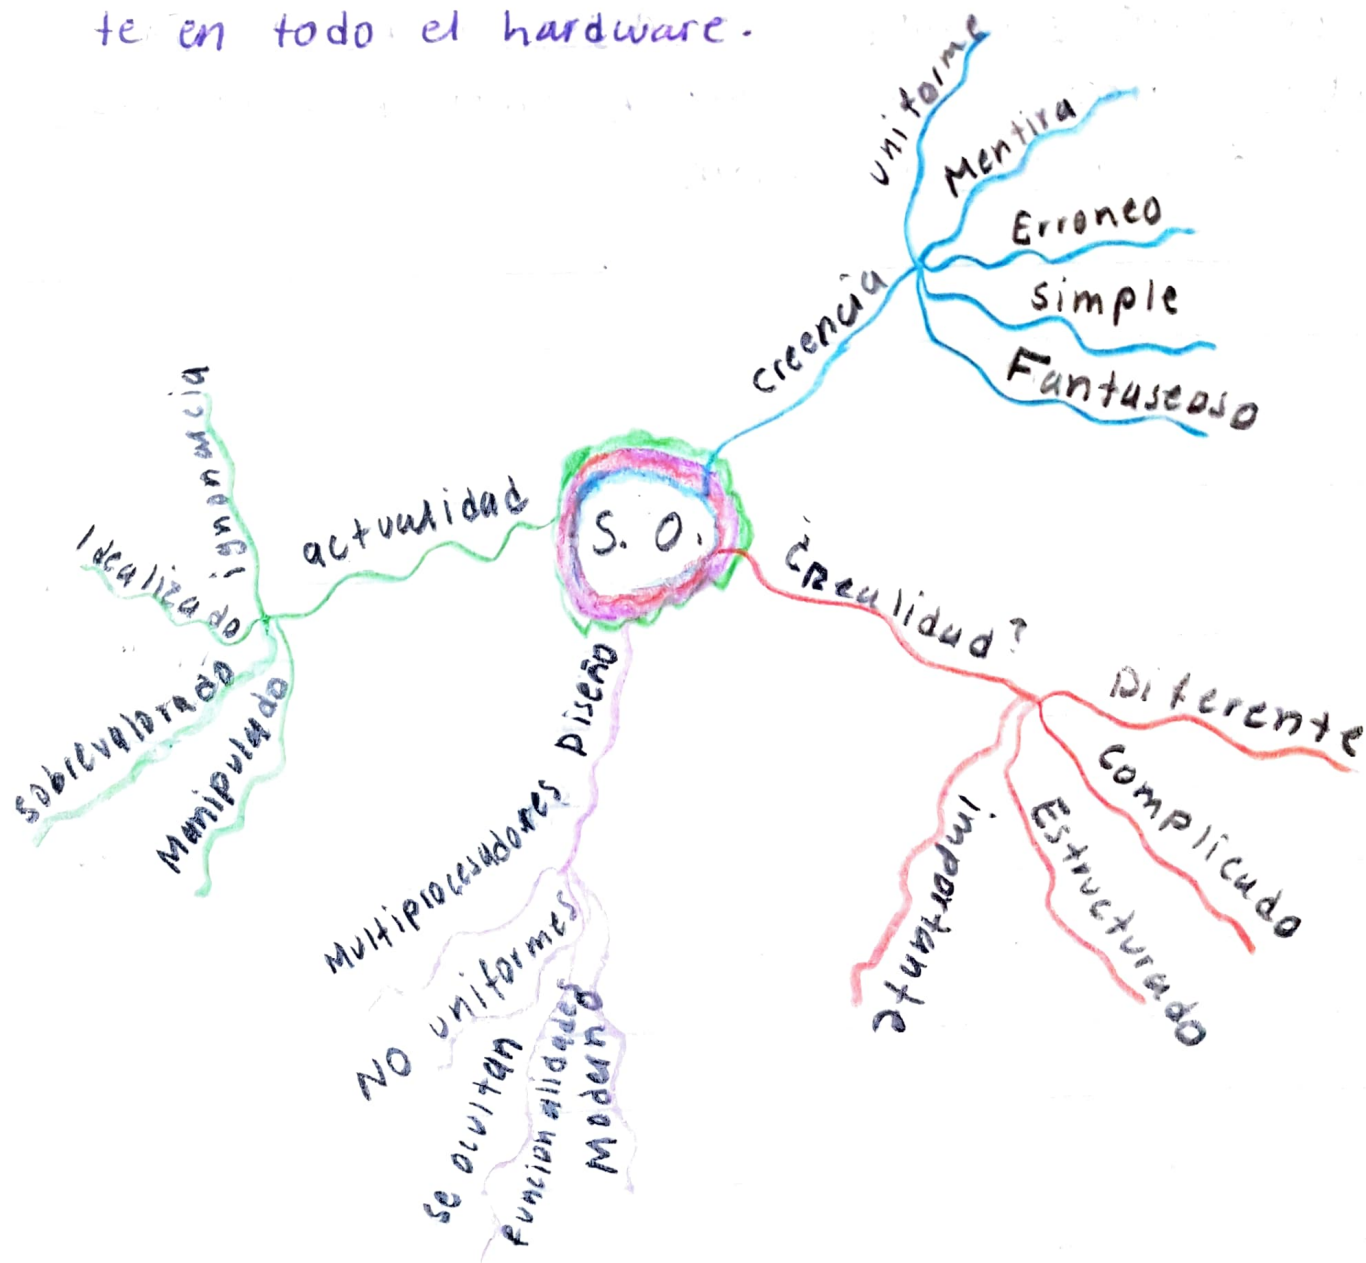 te en todo el hardware.
S. O.
creencia
uniforme
Mentira
Erroneo
simple
Fantaseoso
¿Realidad?
Diferente
Complicado
Estructurado
importante
Diseño
Multiprocesadores
NO uniformes
se ocultan
Funcionalidades
Moderno
actualidad
ignonancia
Idealizado
sobrevalorado
Manipulado